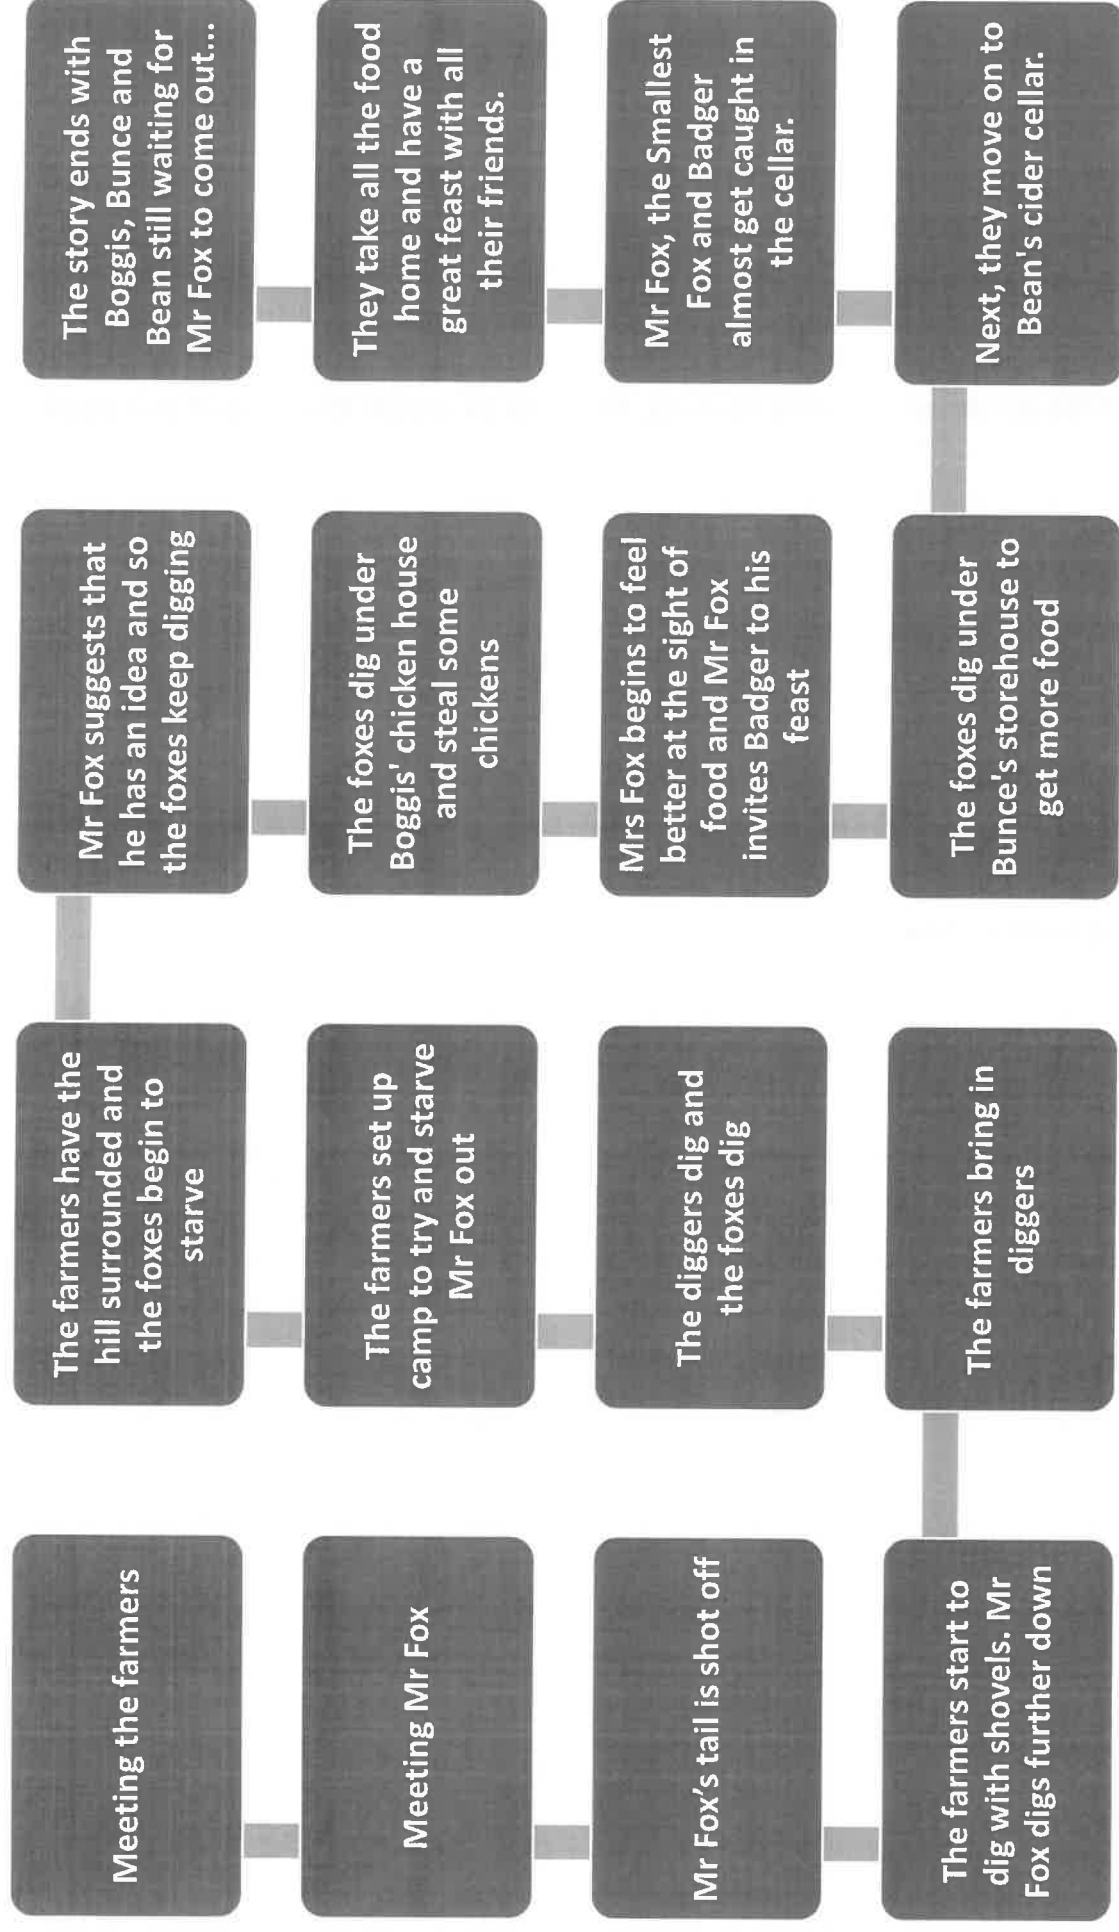 Meeting the farmers
Meeting Mr Fox
Mr Fox's tail is shot off
The farmers start to
dig with shovels. Mr
Fox digs further down
The farmers bring in
diggers
The diggers dig and
the foxes dig
The farmers set up
camp to try and starve
Mr Fox out
The farmers have the
hill surrounded and
the foxes begin to
starve
Mr Fox suggests that
he has an idea and so
the foxes keep digging
The foxes dig under
Boggis' chicken house
and steal some
chickens
Mrs Fox begins to feel
better at the sight of
food and Mr Fox
invites Badger to his
feast
The foxes dig under
Bunce's storehouse to
get more food
Next, they move on to
Bean's cider cellar.
Mr Fox, the Smallest
Fox and Badger
almost get caught in
the cellar.
They take all the food
home and have a
great feast with all
their friends.
The story ends with
Boggis, Bunce and
Bean still waiting for
Mr Fox to come out...